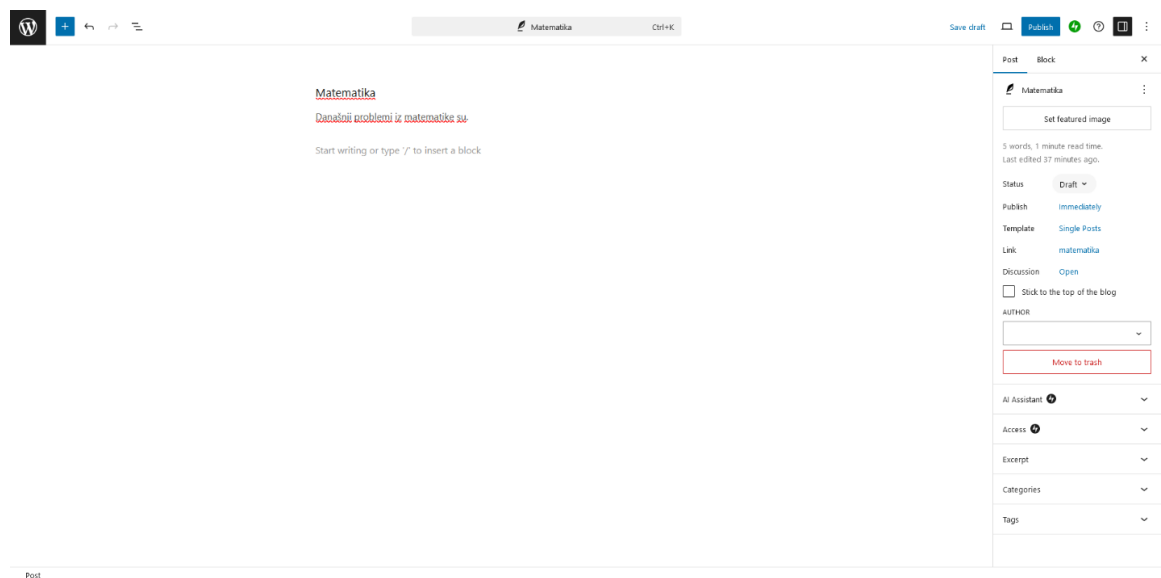 Matematika
Ctrl+K
Save draft
Publish
Post
Block
Matematika
Današnji problemi iz matematike su.
Start writing or type '/' to insert a block
Matematika
Set featured image
5 words, 1 minute read time.
Last edited 37 minutes ago.
Status
Draft
Publish
Immediately
Template
Single Posts
Link
matematika
Discussion
Open
Stick to the top of the blog
AUTHOR
Move to trash
AI Assistant
Access
Excerpt
Categories
Tags
Post